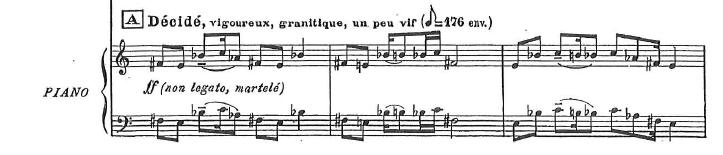 A Décidé, vigoureux, granitique, un peu vif (♪=176 env.)
PIANO
ff (non legato, martelé)